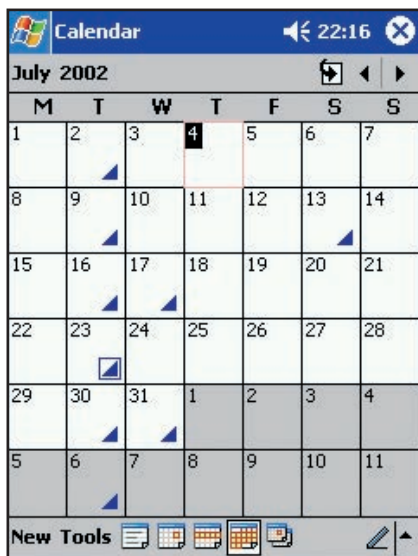 Calendar 22:16
July 2002
M T W T F S S
1 2 3 4 5 6 7
8 9 10 11 12 13 14
15 16 17 18 19 20 21
22 23 24 25 26 27 28
29 30 31 1 2 3 4
5 6 7 8 9 10 11
New Tools